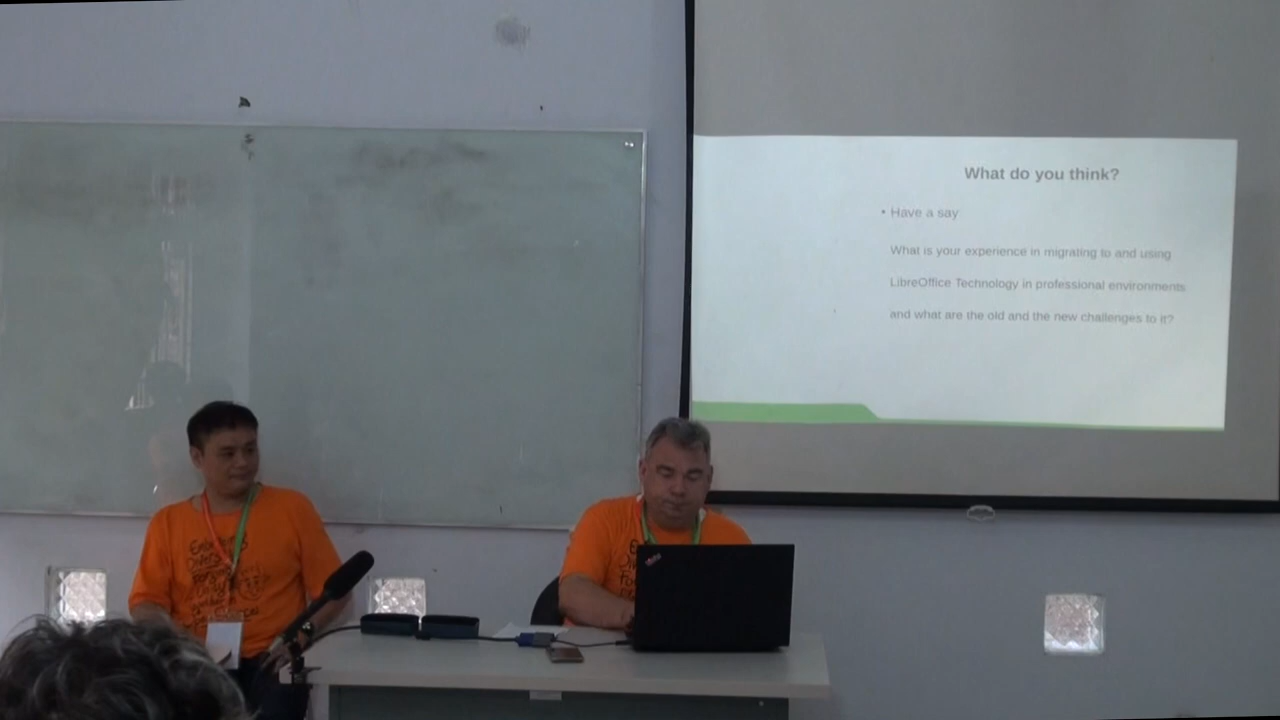 What do you think?
• Have a say
What is your experience in migrating to and using
LibreOffice Technology in professional environments
and what are the old and the new challenges to it?